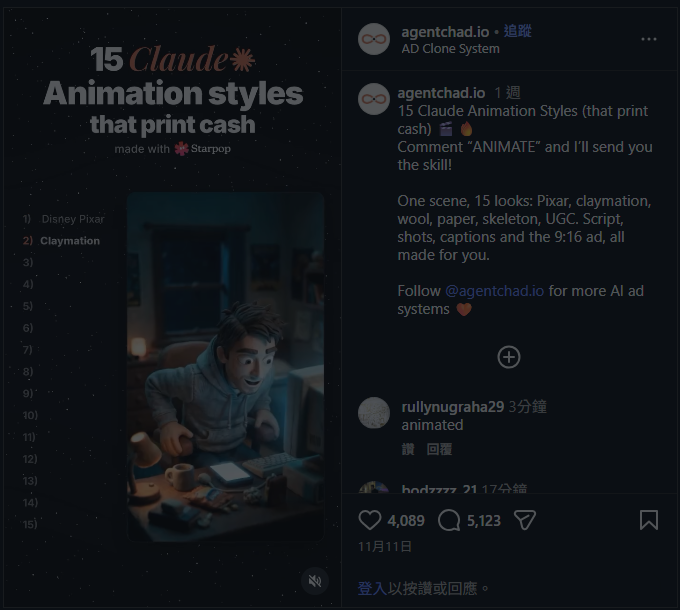 15 Claude
Animation styles
that print cash
made with Starpop
1) Disney Pixar
2) Claymation
3)
4)
5)
6)
7)
8)
9)
10)
11)
12)
13)
14)
15)
agentchad.io • 追蹤
AD Clone System
agentchad.io 1 週
15 Claude Animation Styles (that print
cash) 🎬 🔥
Comment “ANIMATE” and I’ll send you
the skill!
One scene, 15 looks: Pixar, claymation,
wool, paper, skeleton, UGC. Script,
shots, captions and the 9:16 ad, all
made for you.
Follow @agentchad.io for more AI ad
systems ❤️
rullynugraha29 3分鐘
animated
讚 回覆
bodzzzz_21 17分鐘
4,089 5,123
11月11日
登入以按讚或回應。